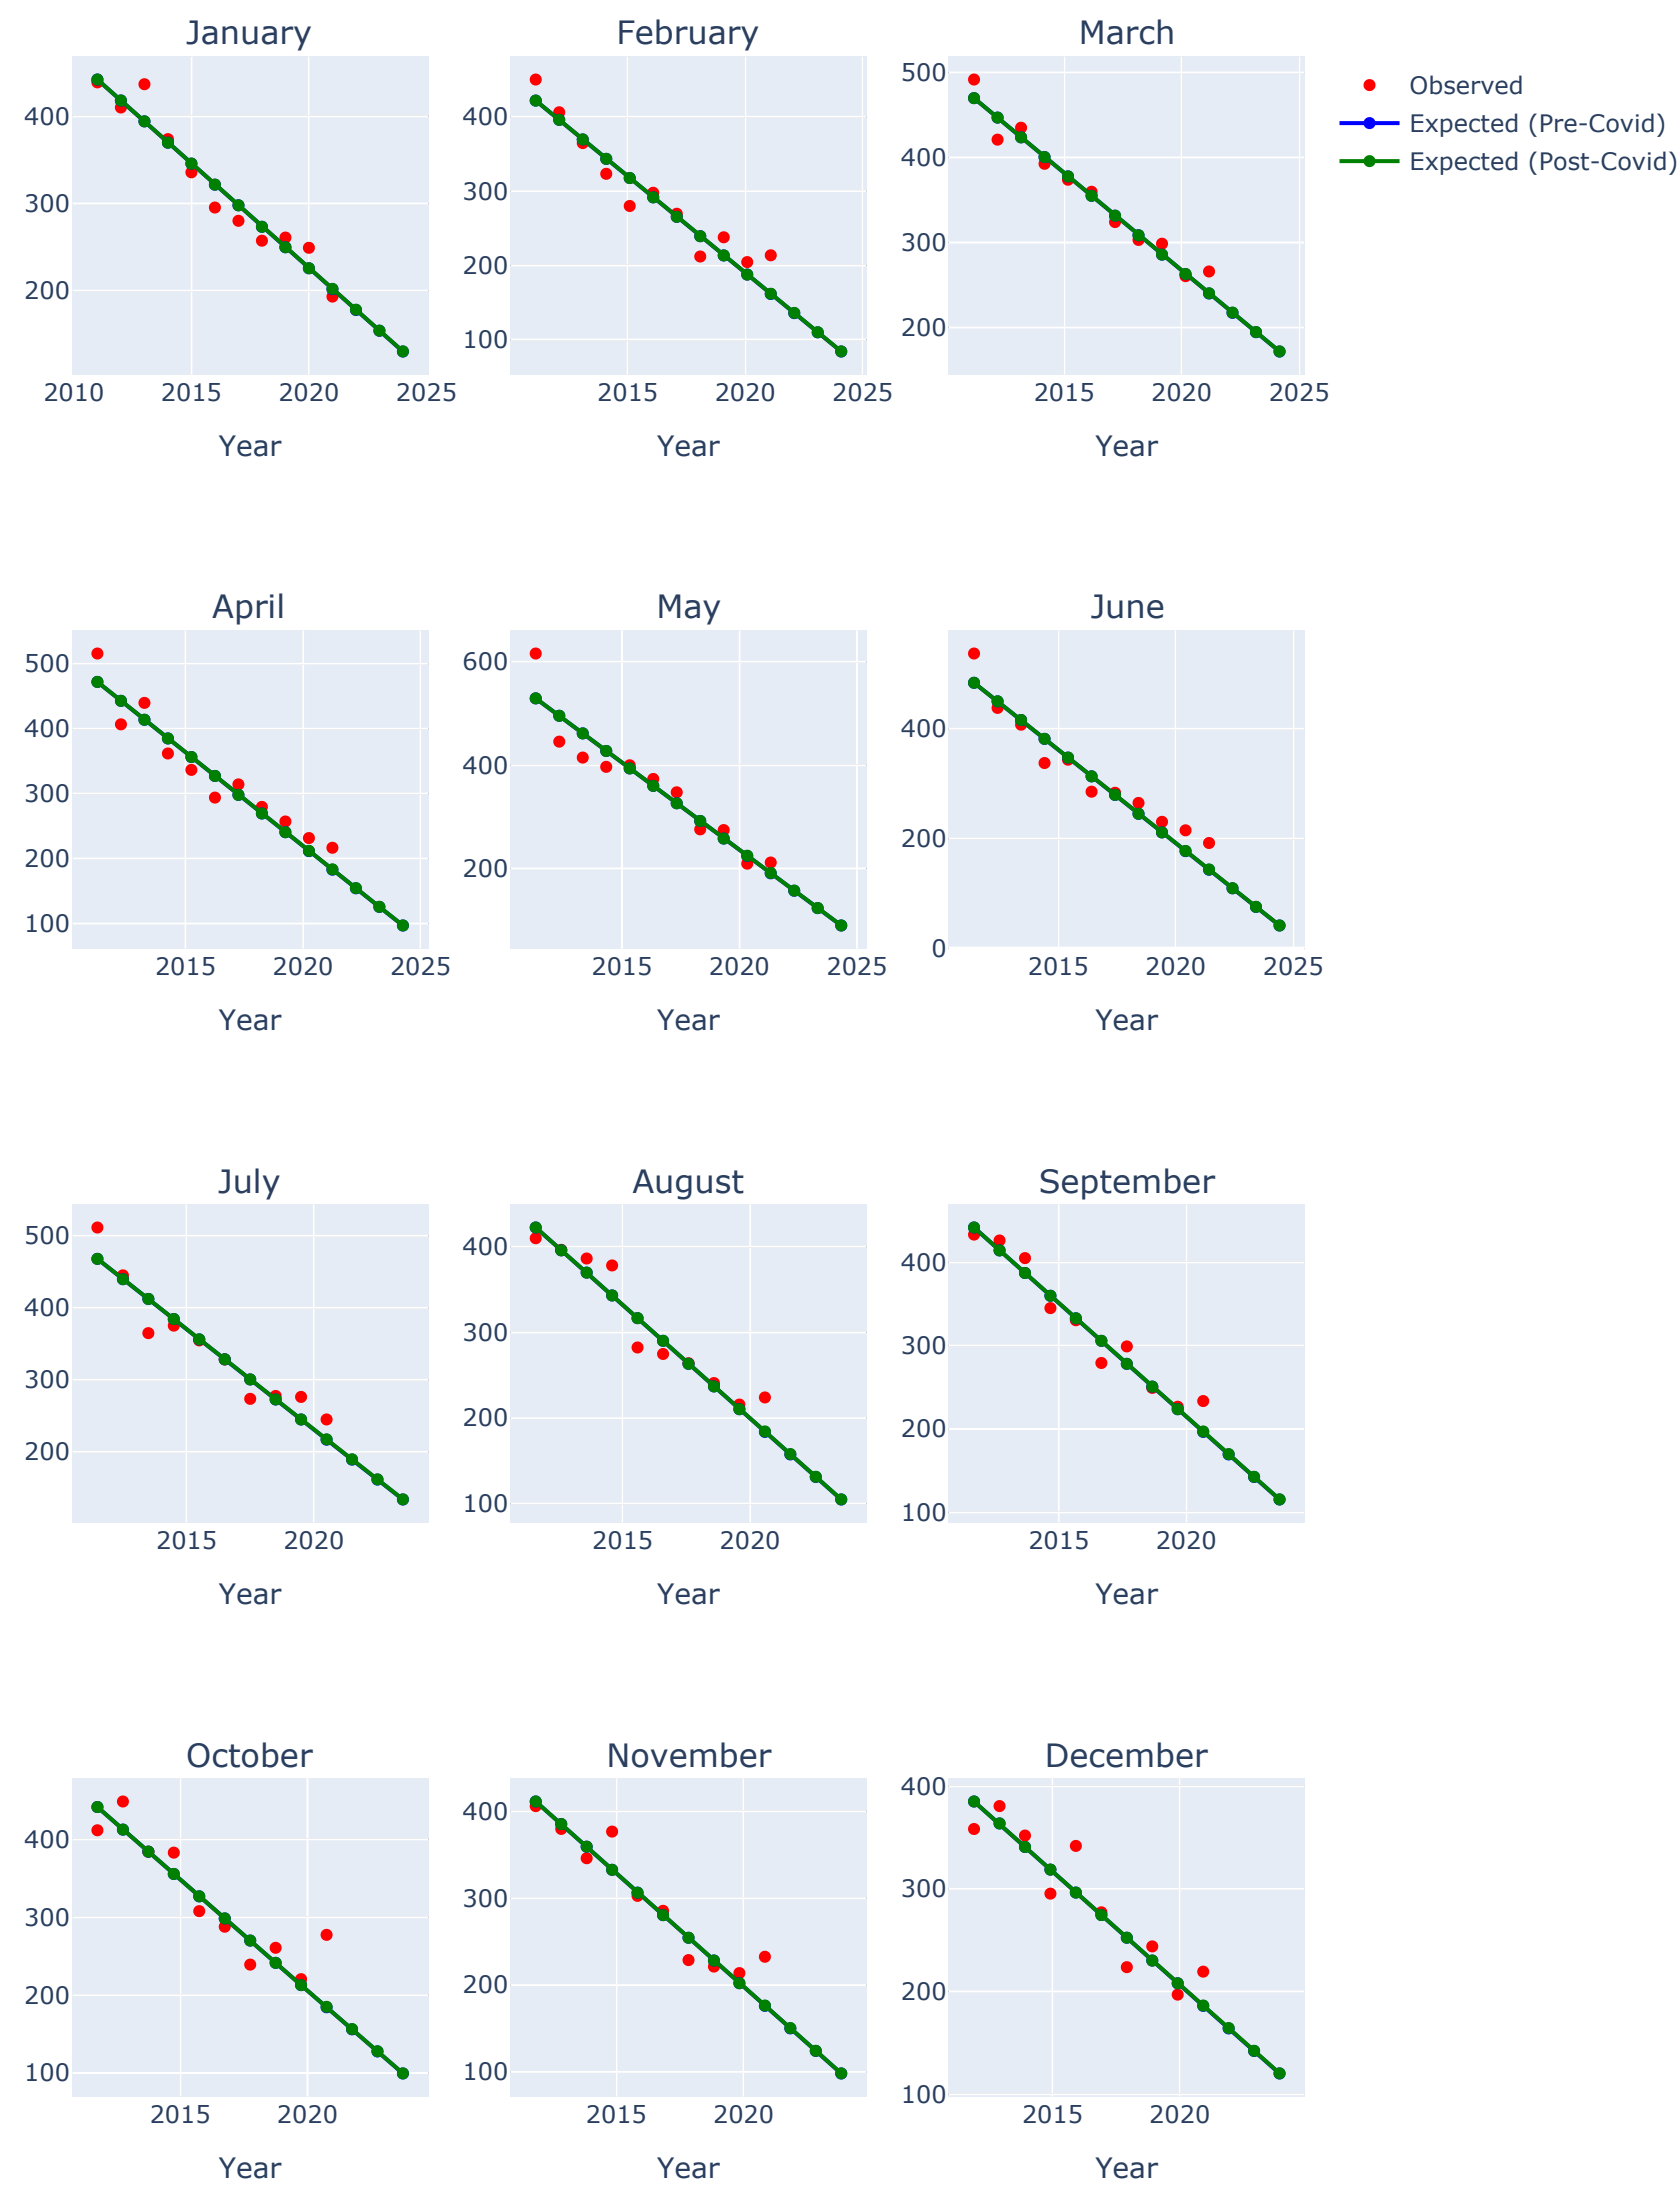 January
February
March
Observed
Expected (Pre-Covid)
Expected (Post-Covid)
400
300
200
400
300
200
100
500
400
300
200
2010 2015 2020 2025
2015 2020 2025
2015 2020 2025
Year
Year
Year
April
May
June
500
400
300
200
100
600
400
200
400
200
0
2015 2020 2025
2015 2020 2025
2015 2020 2025
Year
Year
Year
July
August
September
500
400
300
200
400
300
200
100
400
300
200
100
2015 2020
2015 2020
2015 2020
Year
Year
Year
October
November
December
400
300
200
100
400
300
200
100
400
300
200
100
2015 2020
2015 2020
2015 2020
Year
Year
Year